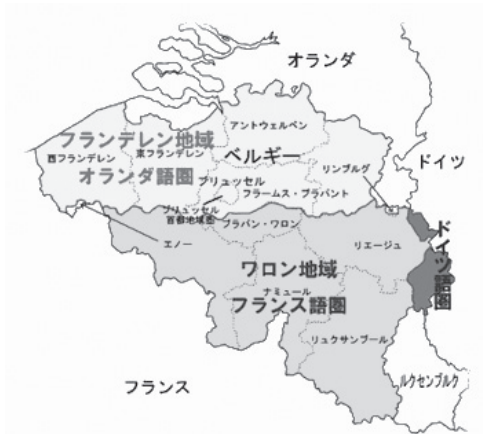 オランダ
アントウェルペン
フランデレン地域
西フランデレン
東フランデレン
ベルギー
オランダ語圏
リンブルグ
ドイツ
ブリュッセル
フラームス・ブラバント
ブリュッセル
首都地域圏
ブラバン・ワロン
エノー
リエージュ
ドイツ語圏
ワロン地域
ナミュール
フランス語圏
リュクサンブール
フランス
ルクセンブルク